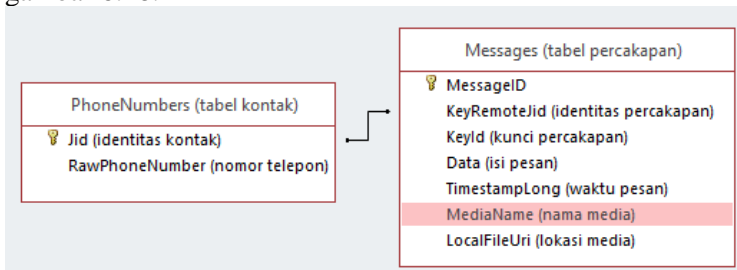 PhoneNumbers (tabel kontak)
Jid (identitas kontak)
RawPhoneNumber (nomor telepon)
Messages (tabel percakapan)
MessageID
KeyRemoteJid (identitas percakapan)
KeyId (kunci percakapan)
Data (isi pesan)
TimestampLong (waktu pesan)
MediaName (nama media)
LocalFileUri (lokasi media)